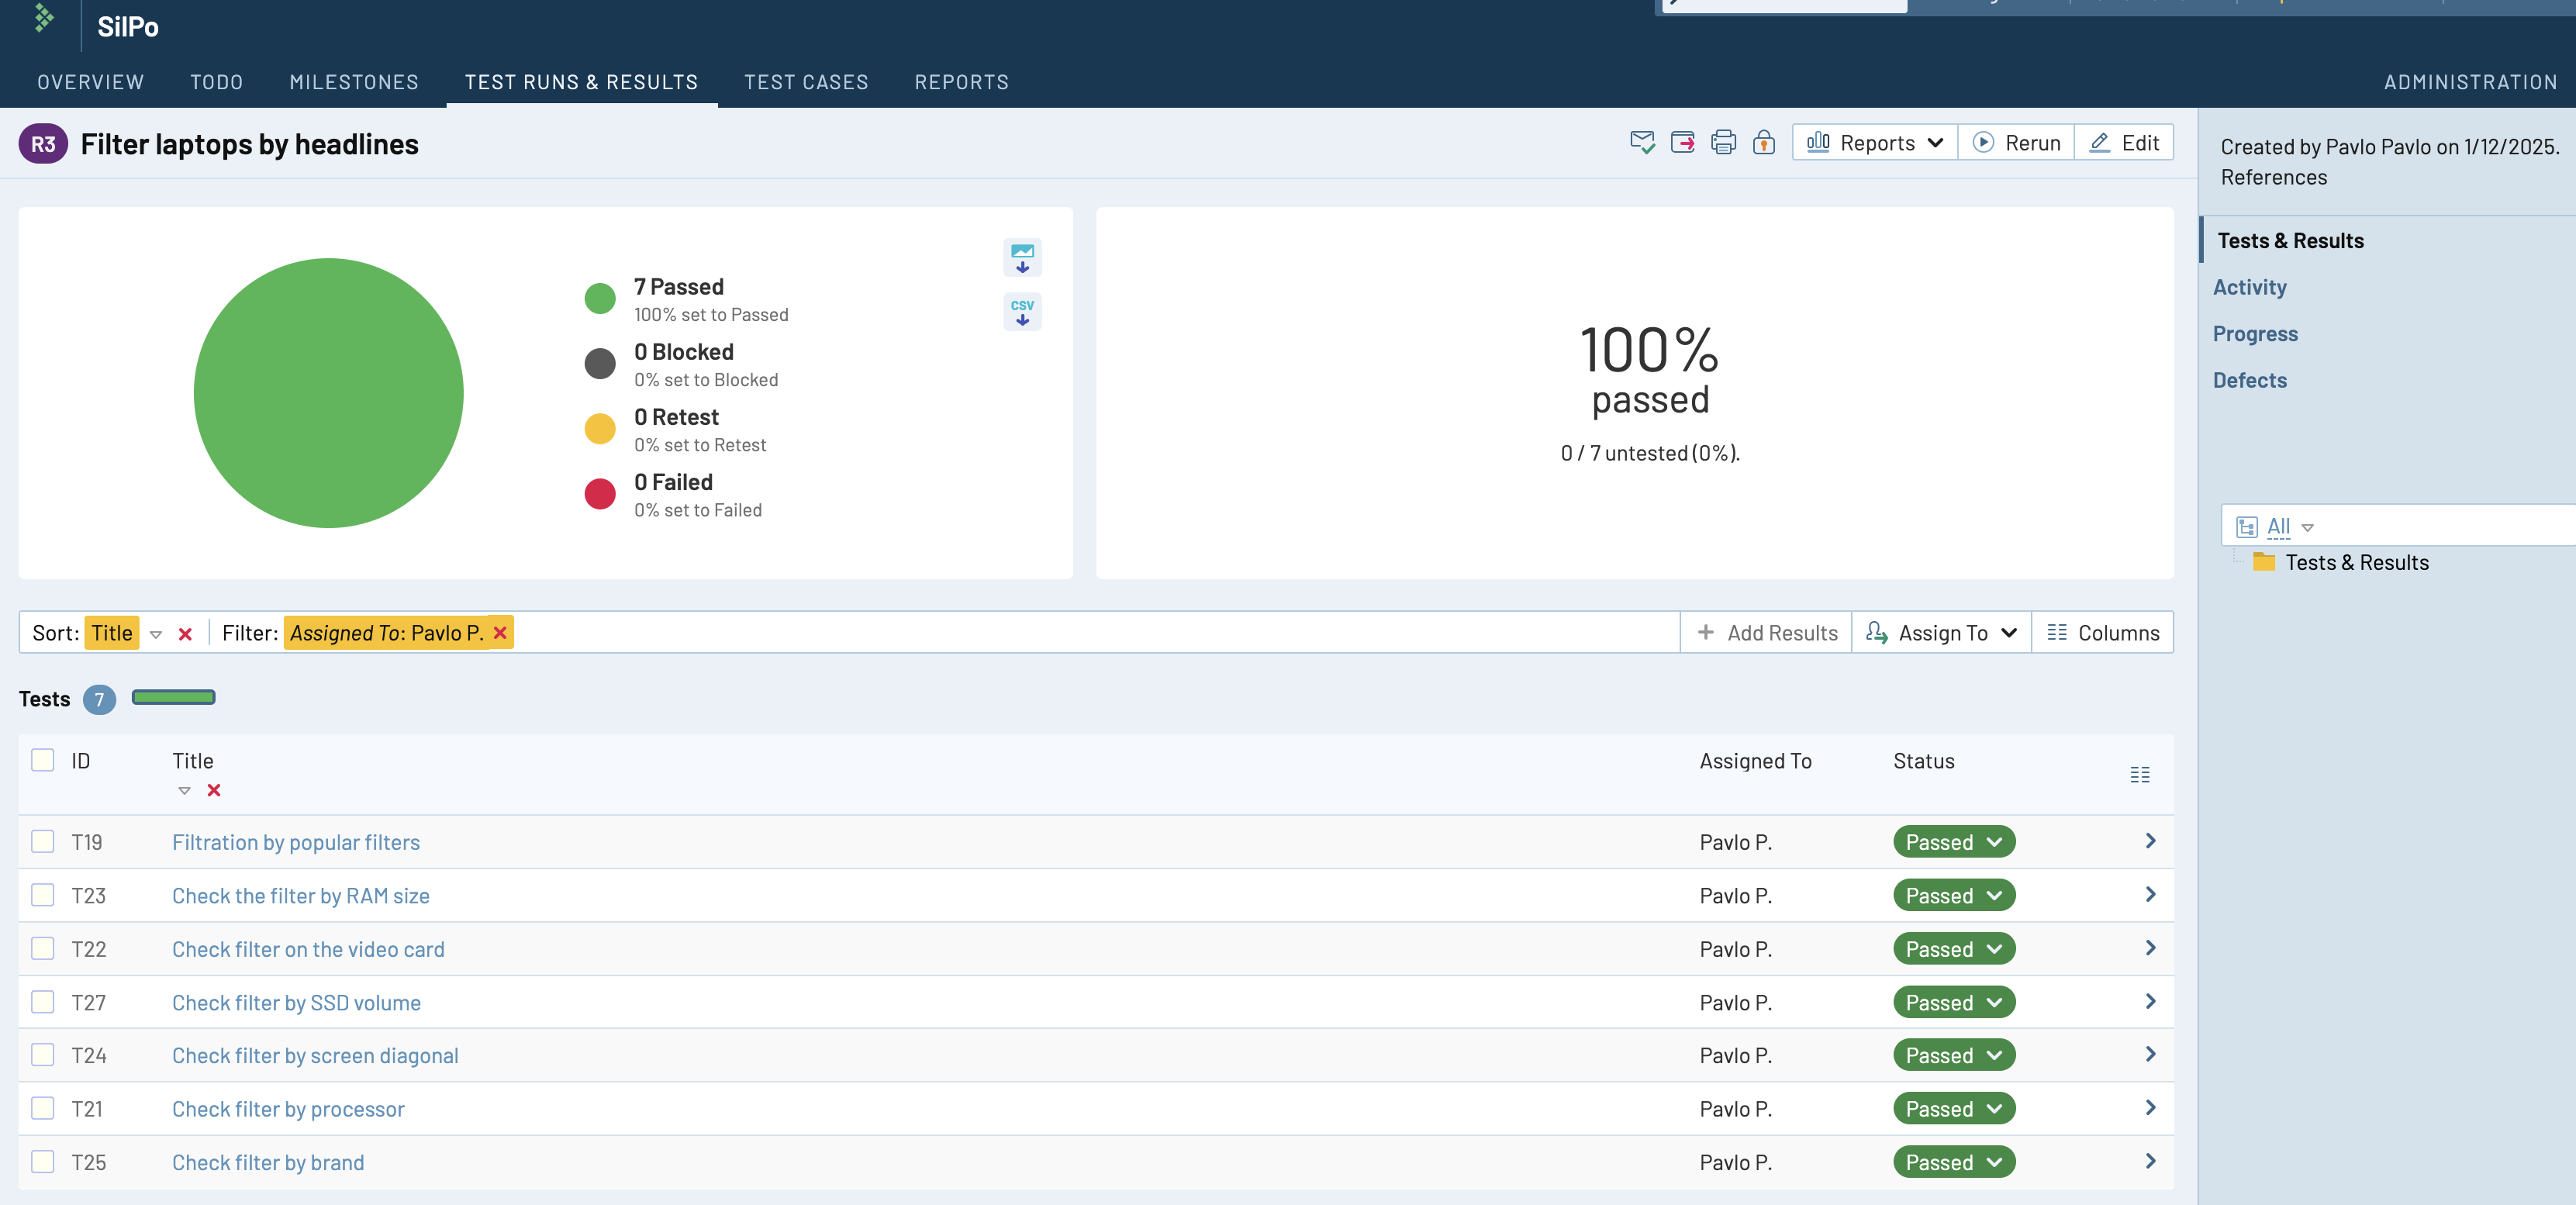 SilPo
OVERVIEW TODO MILESTONES TEST RUNS & RESULTS TEST CASES REPORTS ADMINISTRATION
R3 Filter laptops by headlines
Reports Rerun Edit
Created by Pavlo Pavlo on 1/12/2025.
References
Tests & Results
Activity
Progress
Defects
All
Tests & Results
7 Passed
100% set to Passed
0 Blocked
0% set to Blocked
0 Retest
0% set to Retest
0 Failed
0% set to Failed
CSV
100%
passed
0 / 7 untested (0%).
Sort: Title Filter: Assigned To: Pavlo P. Add Results Assign To Columns
Tests 7
ID Title Assigned To Status
T19 Filtration by popular filters Pavlo P. Passed
T23 Check the filter by RAM size Pavlo P. Passed
T22 Check filter on the video card Pavlo P. Passed
T27 Check filter by SSD volume Pavlo P. Passed
T24 Check filter by screen diagonal Pavlo P. Passed
T21 Check filter by processor Pavlo P. Passed
T25 Check filter by brand Pavlo P. Passed